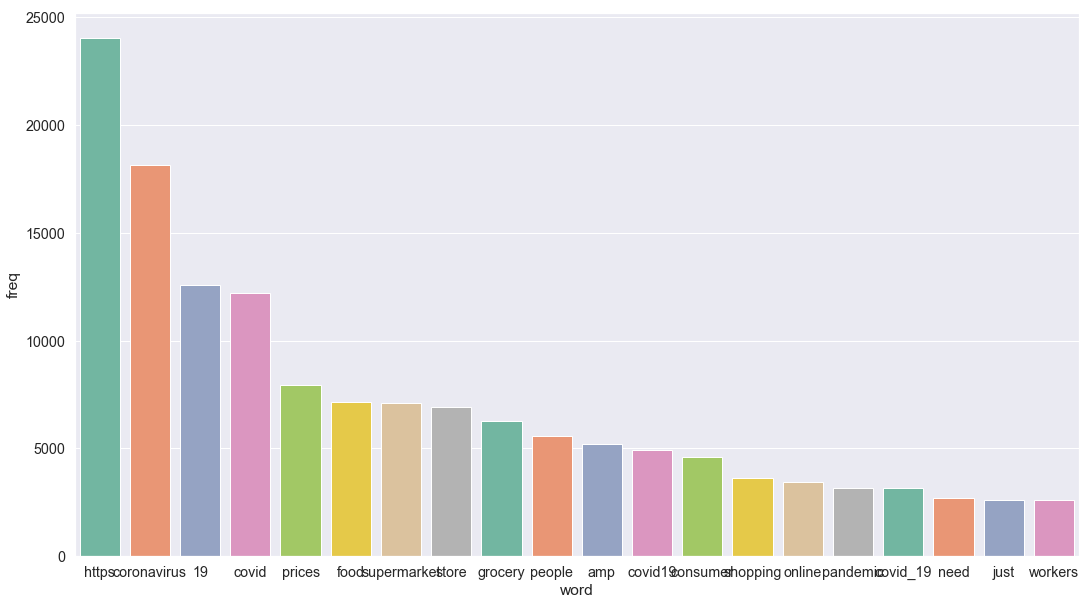 25000
20000
15000
10000
5000
0
freq
https coronavirus 19 covid prices food supermarket store grocery people amp covid19 consumer shopping online pandemic covid_19 need just workers
word